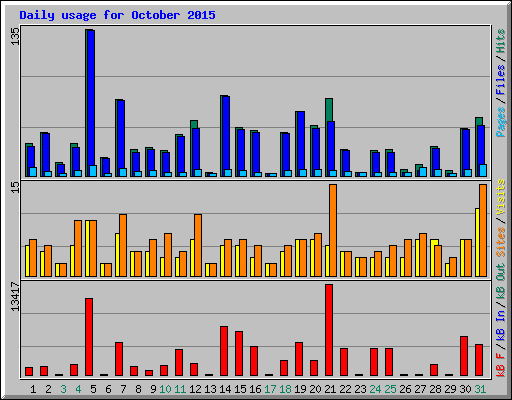 Daily usage for October 2015
135
Pages / Files / Hits
15
Sites / Visits
13417
kB F / kB In / kB Out
1 2 3 4 5 6 7 8 9 10 11 12 13 14 15 16 17 18 19 20 21 22 23 24 25 26 27 28 29 30 31